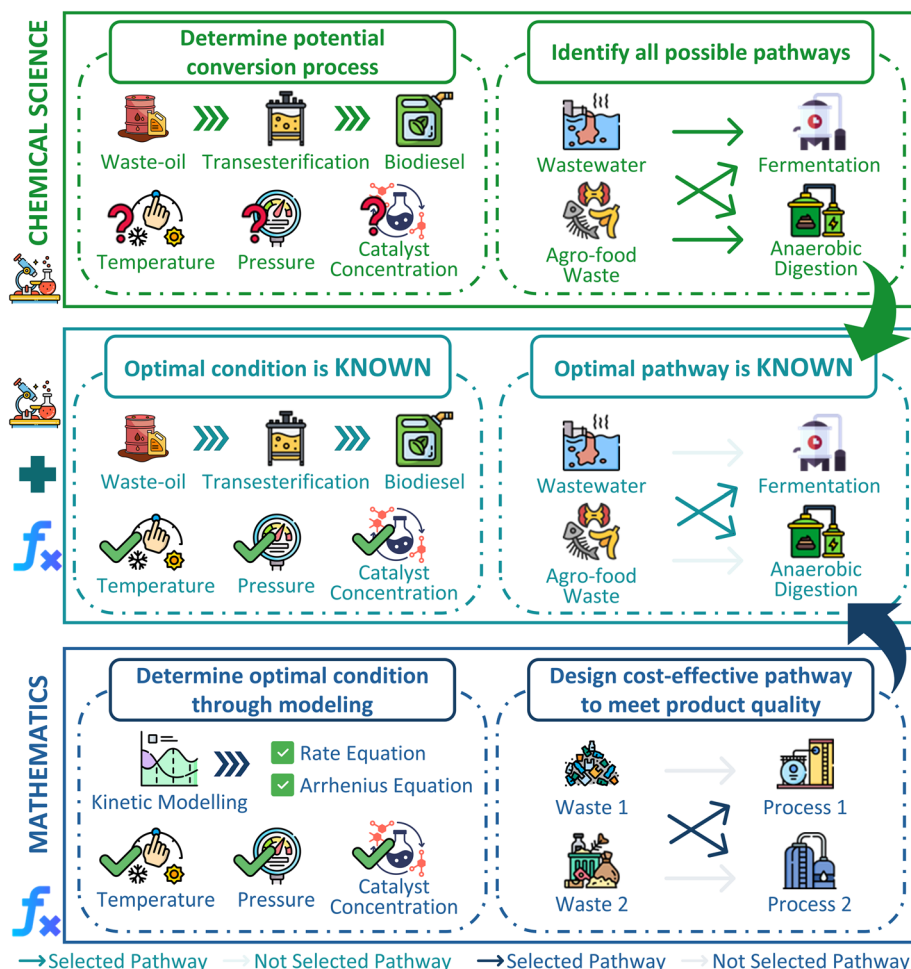 CHEMICAL SCIENCE
Determine potential
conversion process
Waste-oil
Transesterification
Biodiesel
?
?
?
Temperature
Pressure
Catalyst
Concentration
Identify all possible pathways
Wastewater
Fermentation
Agro-food
Waste
Anaerobic
Digestion
Optimal condition is KNOWN
Waste-oil
Transesterification
Biodiesel
Temperature
Pressure
Catalyst
Concentration
Optimal pathway is KNOWN
Wastewater
Fermentation
Agro-food
Waste
Anaerobic
Digestion
fx
MATHEMATICS
Determine optimal condition
through modeling
Kinetic Modelling
Rate Equation
Arrhenius Equation
Temperature
Pressure
Catalyst
Concentration
Design cost-effective pathway
to meet product quality
Waste 1
Process 1
Waste 2
Process 2
fx
Selected Pathway
Not Selected Pathway
Selected Pathway
Not Selected Pathway